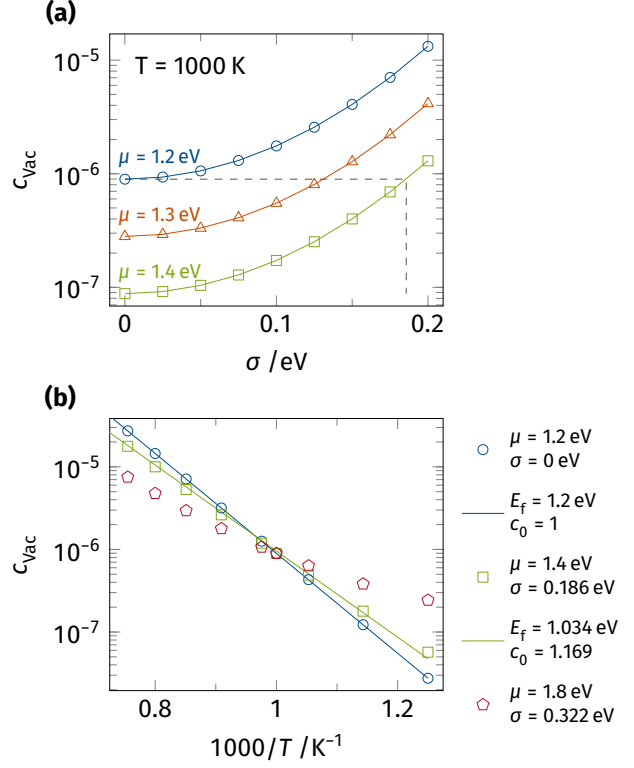 (a)
T = 1000 K
10⁻⁵
10⁻⁶
10⁻⁷
c_Vac
μ = 1.2 eV
μ = 1.3 eV
μ = 1.4 eV
0
0.1
0.2
σ / eV
(b)
10⁻⁵
10⁻⁶
10⁻⁷
c_Vac
0.8
1
1.2
1000/T / K⁻¹
μ = 1.2 eV
σ = 0 eV
E_f = 1.2 eV
c₀ = 1
μ = 1.4 eV
σ = 0.186 eV
E_f = 1.034 eV
c₀ = 1.169
μ = 1.8 eV
σ = 0.322 eV